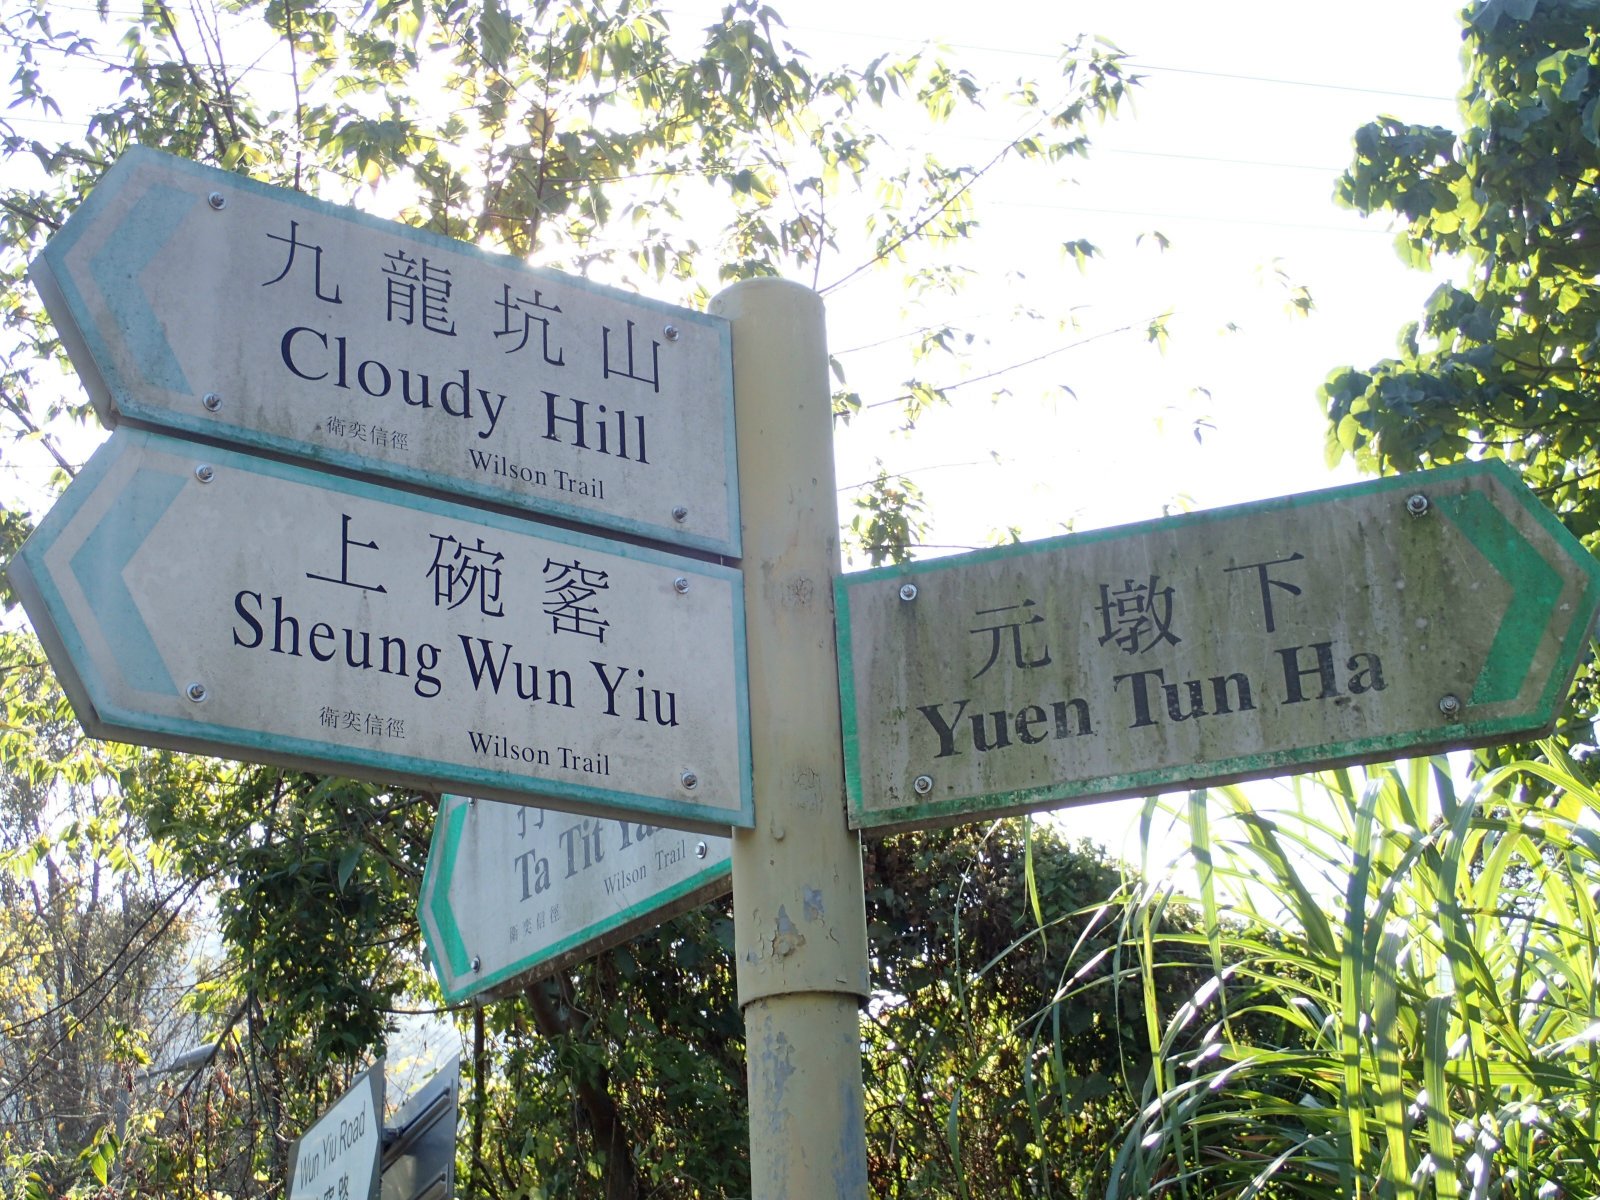 九龍坑山
Cloudy Hill
衛奕信徑 Wilson Trail
上碗窰
Sheung Wun Yiu
衛奕信徑 Wilson Trail
元墩下
Yuen Tun Ha
Ta Tit
衛奕信徑 Wilson Trail
Wun Yiu Road